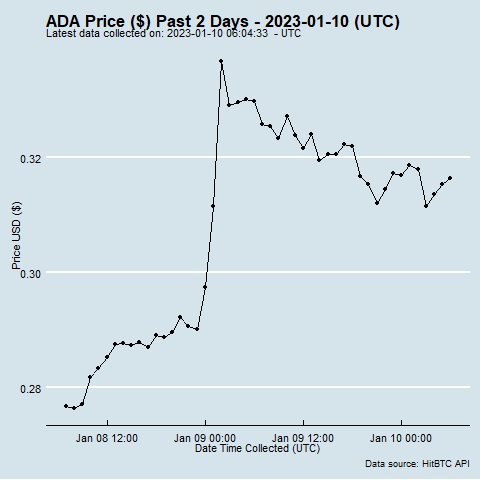 ADA Price ($) Past 2 Days - 2023-01-10 (UTC)
Latest data collected on: 2023-01-10 06:04:33 - UTC
Price USD ($)
0.32
0.30
0.28
Jan 08 12:00
Jan 09 00:00
Jan 09 12:00
Jan 10 00:00
Date Time Collected (UTC)
Data source: HitBTC API